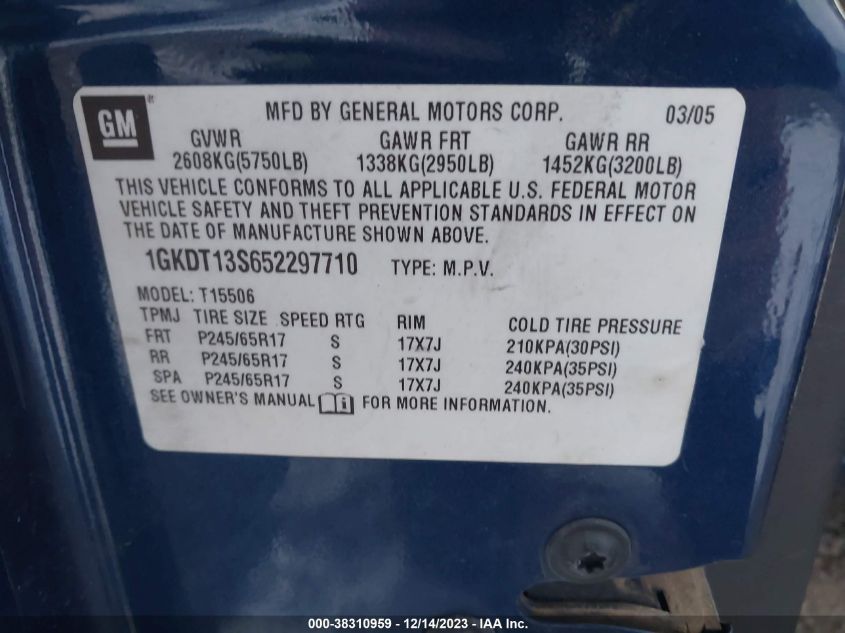 GM®
MFD BY GENERAL MOTORS CORP. 03/05
GVWR GAWR FRT GAWR RR
2608KG(5750LB) 1338KG(2950LB) 1452KG(3200LB)
THIS VEHICLE CONFORMS TO ALL APPLICABLE U.S. FEDERAL MOTOR
VEHICLE SAFETY AND THEFT PREVENTION STANDARDS IN EFFECT ON
THE DATE OF MANUFACTURE SHOWN ABOVE.
1GKDT13S652297710 TYPE: M.P.V.
MODEL: T15506
TPMJ TIRE SIZE SPEED RTG RIM COLD TIRE PRESSURE
FRT P245/65R17 S 17X7J 210KPA(30PSI)
RR P245/65R17 S 17X7J 240KPA(35PSI)
SPA P245/65R17 S 17X7J 240KPA(35PSI)
SEE OWNER'S MANUAL i FOR MORE INFORMATION.
000-38310959 - 12/14/2023 - IAA Inc.